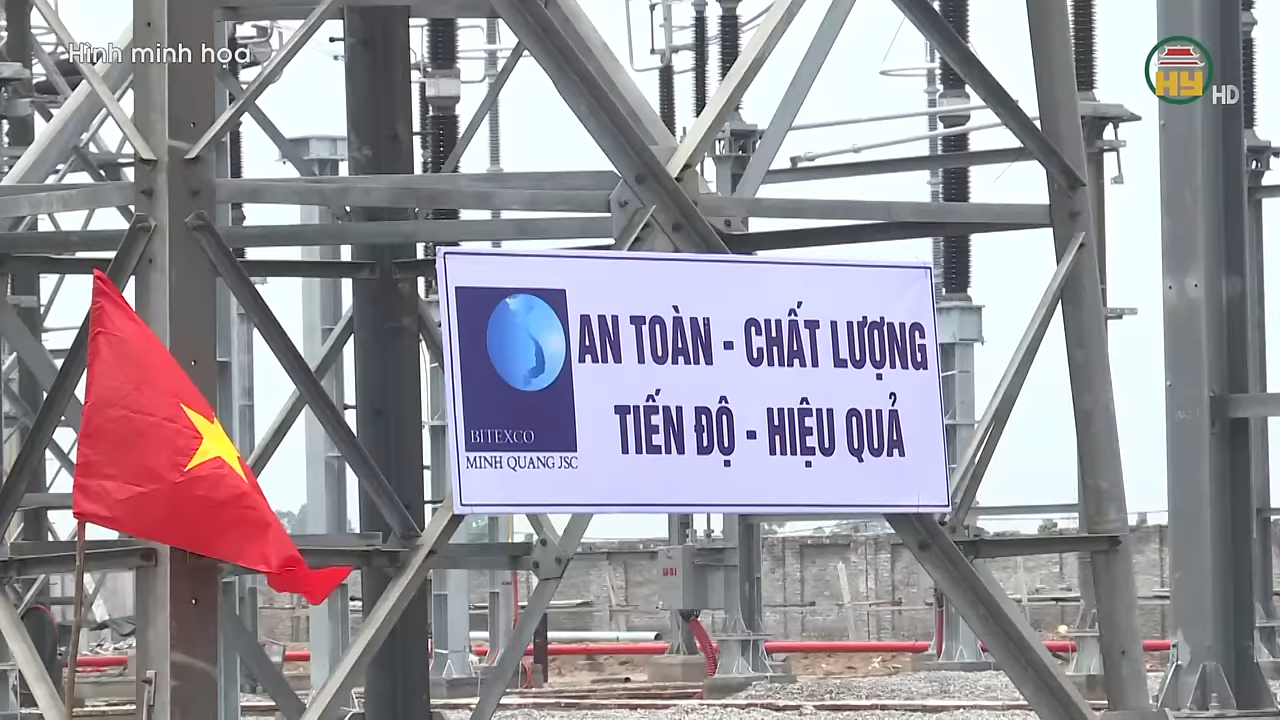 Hình minh họa
HY HD
BITEXCO
MINH QUANG JSC
AN TOÀN - CHẤT LƯỢNG
TIẾN ĐỘ - HIỆU QUẢ